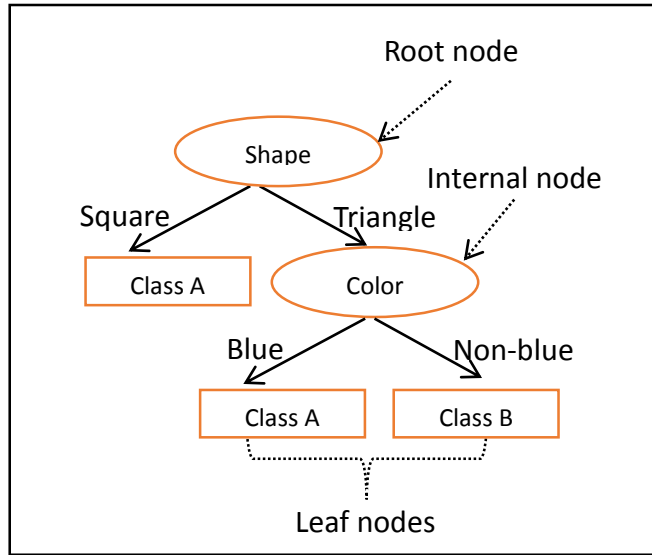 Root node
Shape
Internal node
Square
Triangle
Class A
Color
Blue
Non-blue
Class A
Class B
Leaf nodes